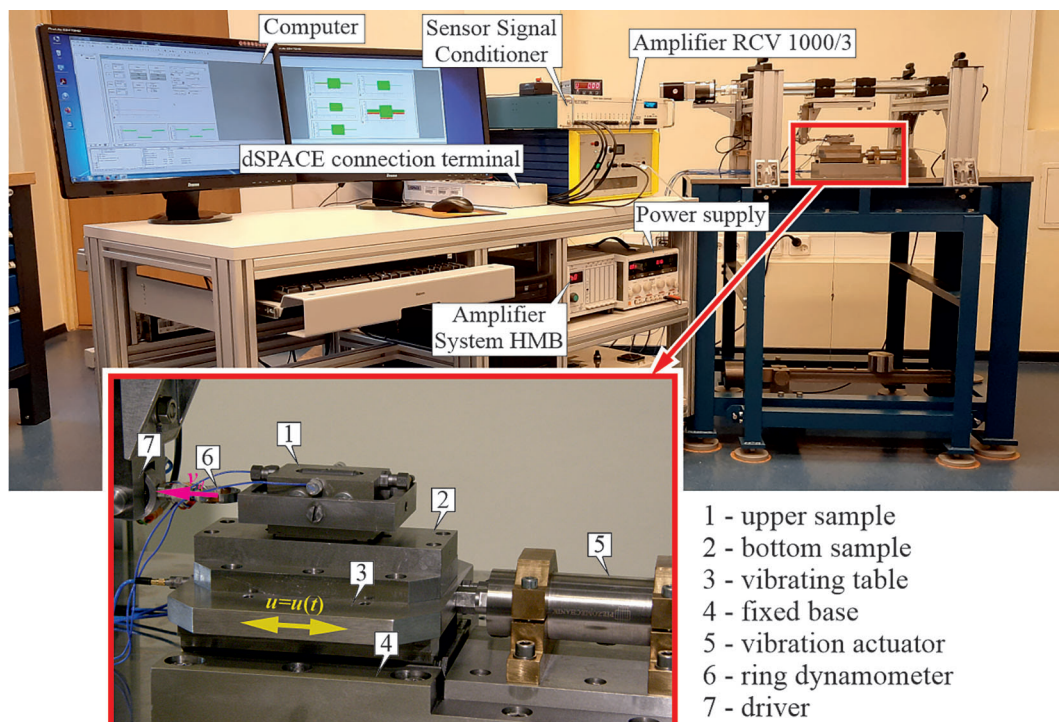 Computer
Sensor Signal
Conditioner
Amplifier RCV 1000/3
dSPACE connection terminal
Power supply
Amplifier
System HMB
1
7
6
2
5
3
u=u(t)
4
1 - upper sample
2 - bottom sample
3 - vibrating table
4 - fixed base
5 - vibration actuator
6 - ring dynamometer
7 - driver